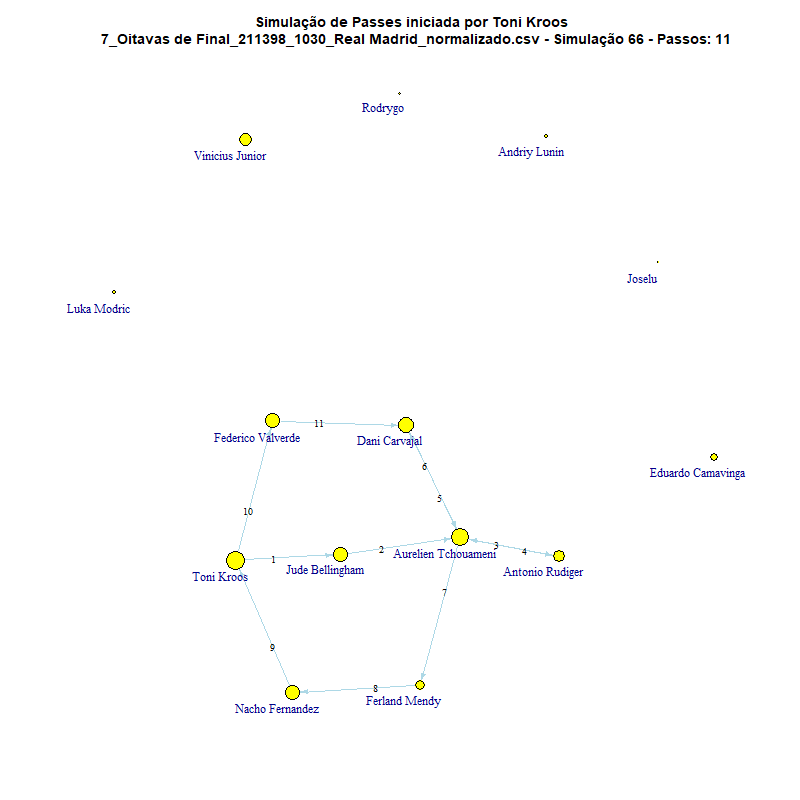 Simulação de Passes iniciada por Toni Kroos
7_Oitavas de Final_211398_1030_Real Madrid_normalizado.csv - Simulação 66 - Passos: 11
Rodrygo
Vinicius Junior
Andriy Lunin
Joselu
Luka Modric
11
Federico Valverde
Dani Carvajal
6
Eduardo Camavinga
5
10
3
2
4
Aurelien Tchouameni
1
Jude Bellingham
Antonio Rudiger
Toni Kroos
7
9
8
Ferland Mendy
Nacho Fernandez